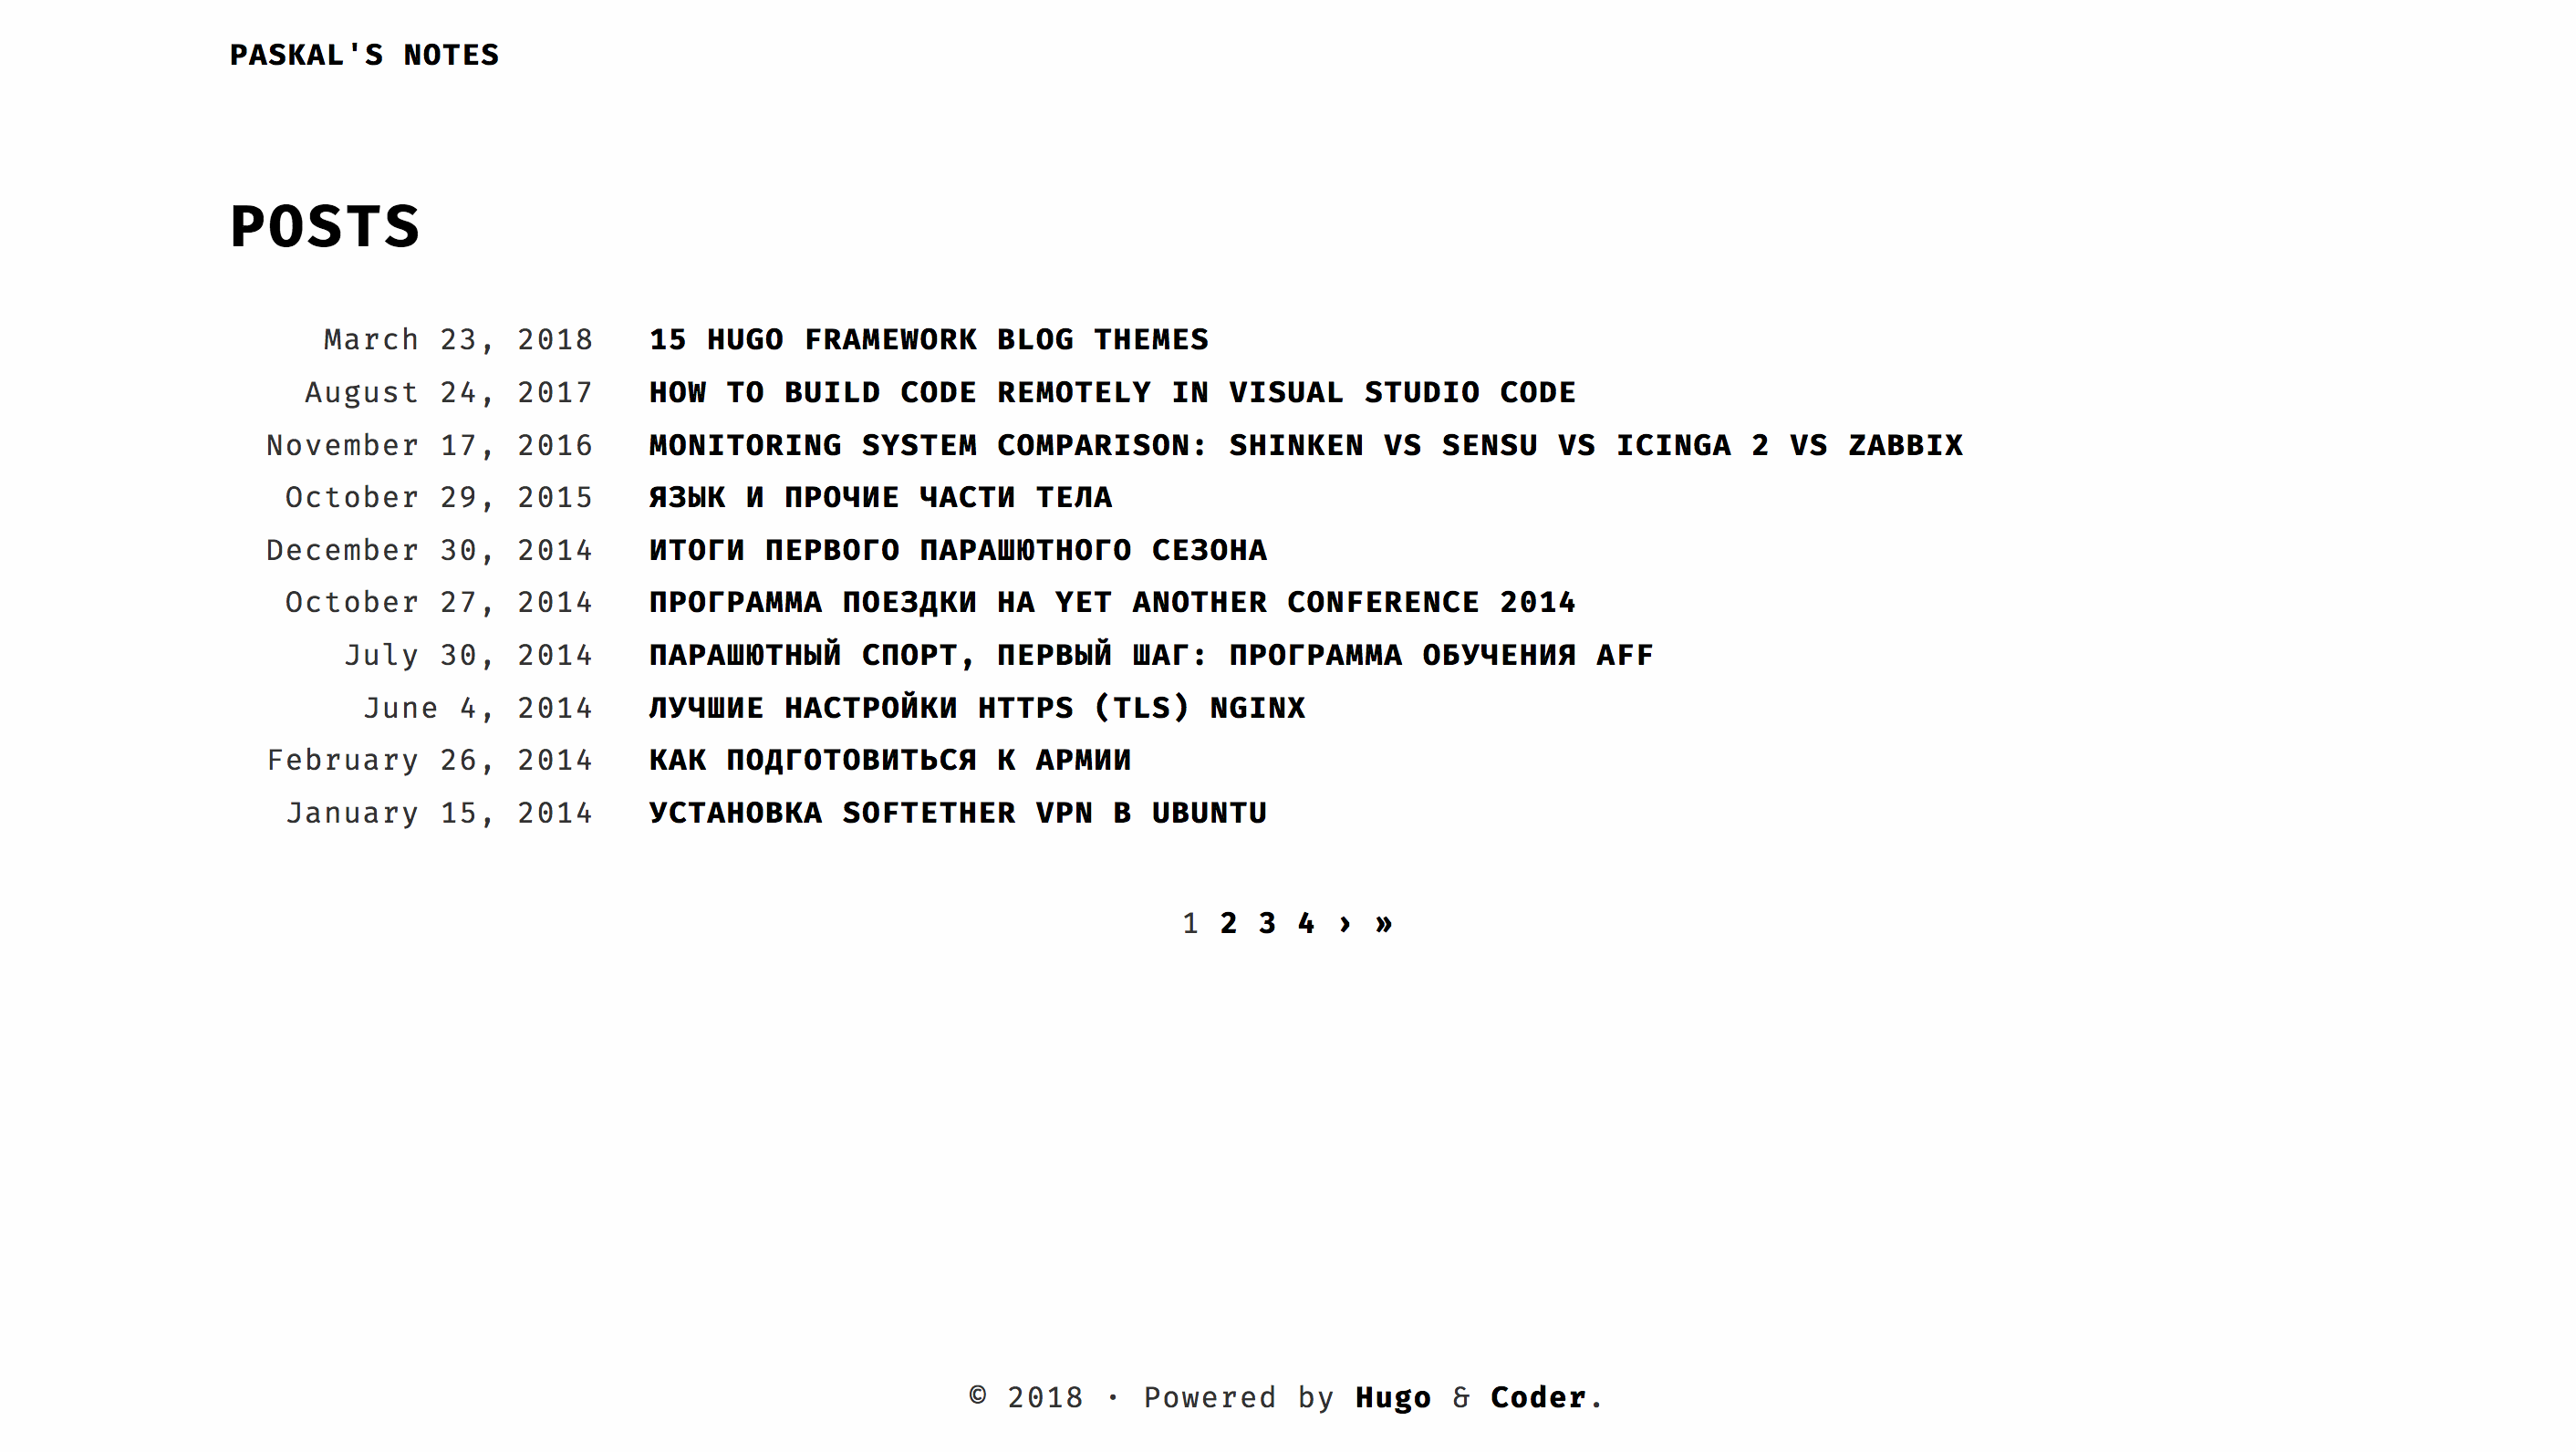 PASKAL'S NOTES
POSTS
March 23, 2018 15 HUGO FRAMEWORK BLOG THEMES
August 24, 2017 HOW TO BUILD CODE REMOTELY IN VISUAL STUDIO CODE
November 17, 2016 MONITORING SYSTEM COMPARISON: SHINKEN VS SENSU VS ICINGA 2 VS ZABBIX
October 29, 2015 ЯЗЫК И ПРОЧИЕ ЧАСТИ ТЕЛА
December 30, 2014 ИТОГИ ПЕРВОГО ПАРАШЮТНОГО СЕЗОНА
October 27, 2014 ПРОГРАММА ПОЕЗДКИ НА YET ANOTHER CONFERENCE 2014
July 30, 2014 ПАРАШЮТНЫЙ СПОРТ, ПЕРВЫЙ ШАГ: ПРОГРАММА ОБУЧЕНИЯ AFF
June 4, 2014 ЛУЧШИЕ НАСТРОЙКИ HTTPS (TLS) NGINX
February 26, 2014 КАК ПОДГОТОВИТЬСЯ К АРМИИ
January 15, 2014 УСТАНОВКА SOFTETHER VPN В UBUNTU
1 2 3 4 › »
© 2018 · Powered by Hugo & Coder.